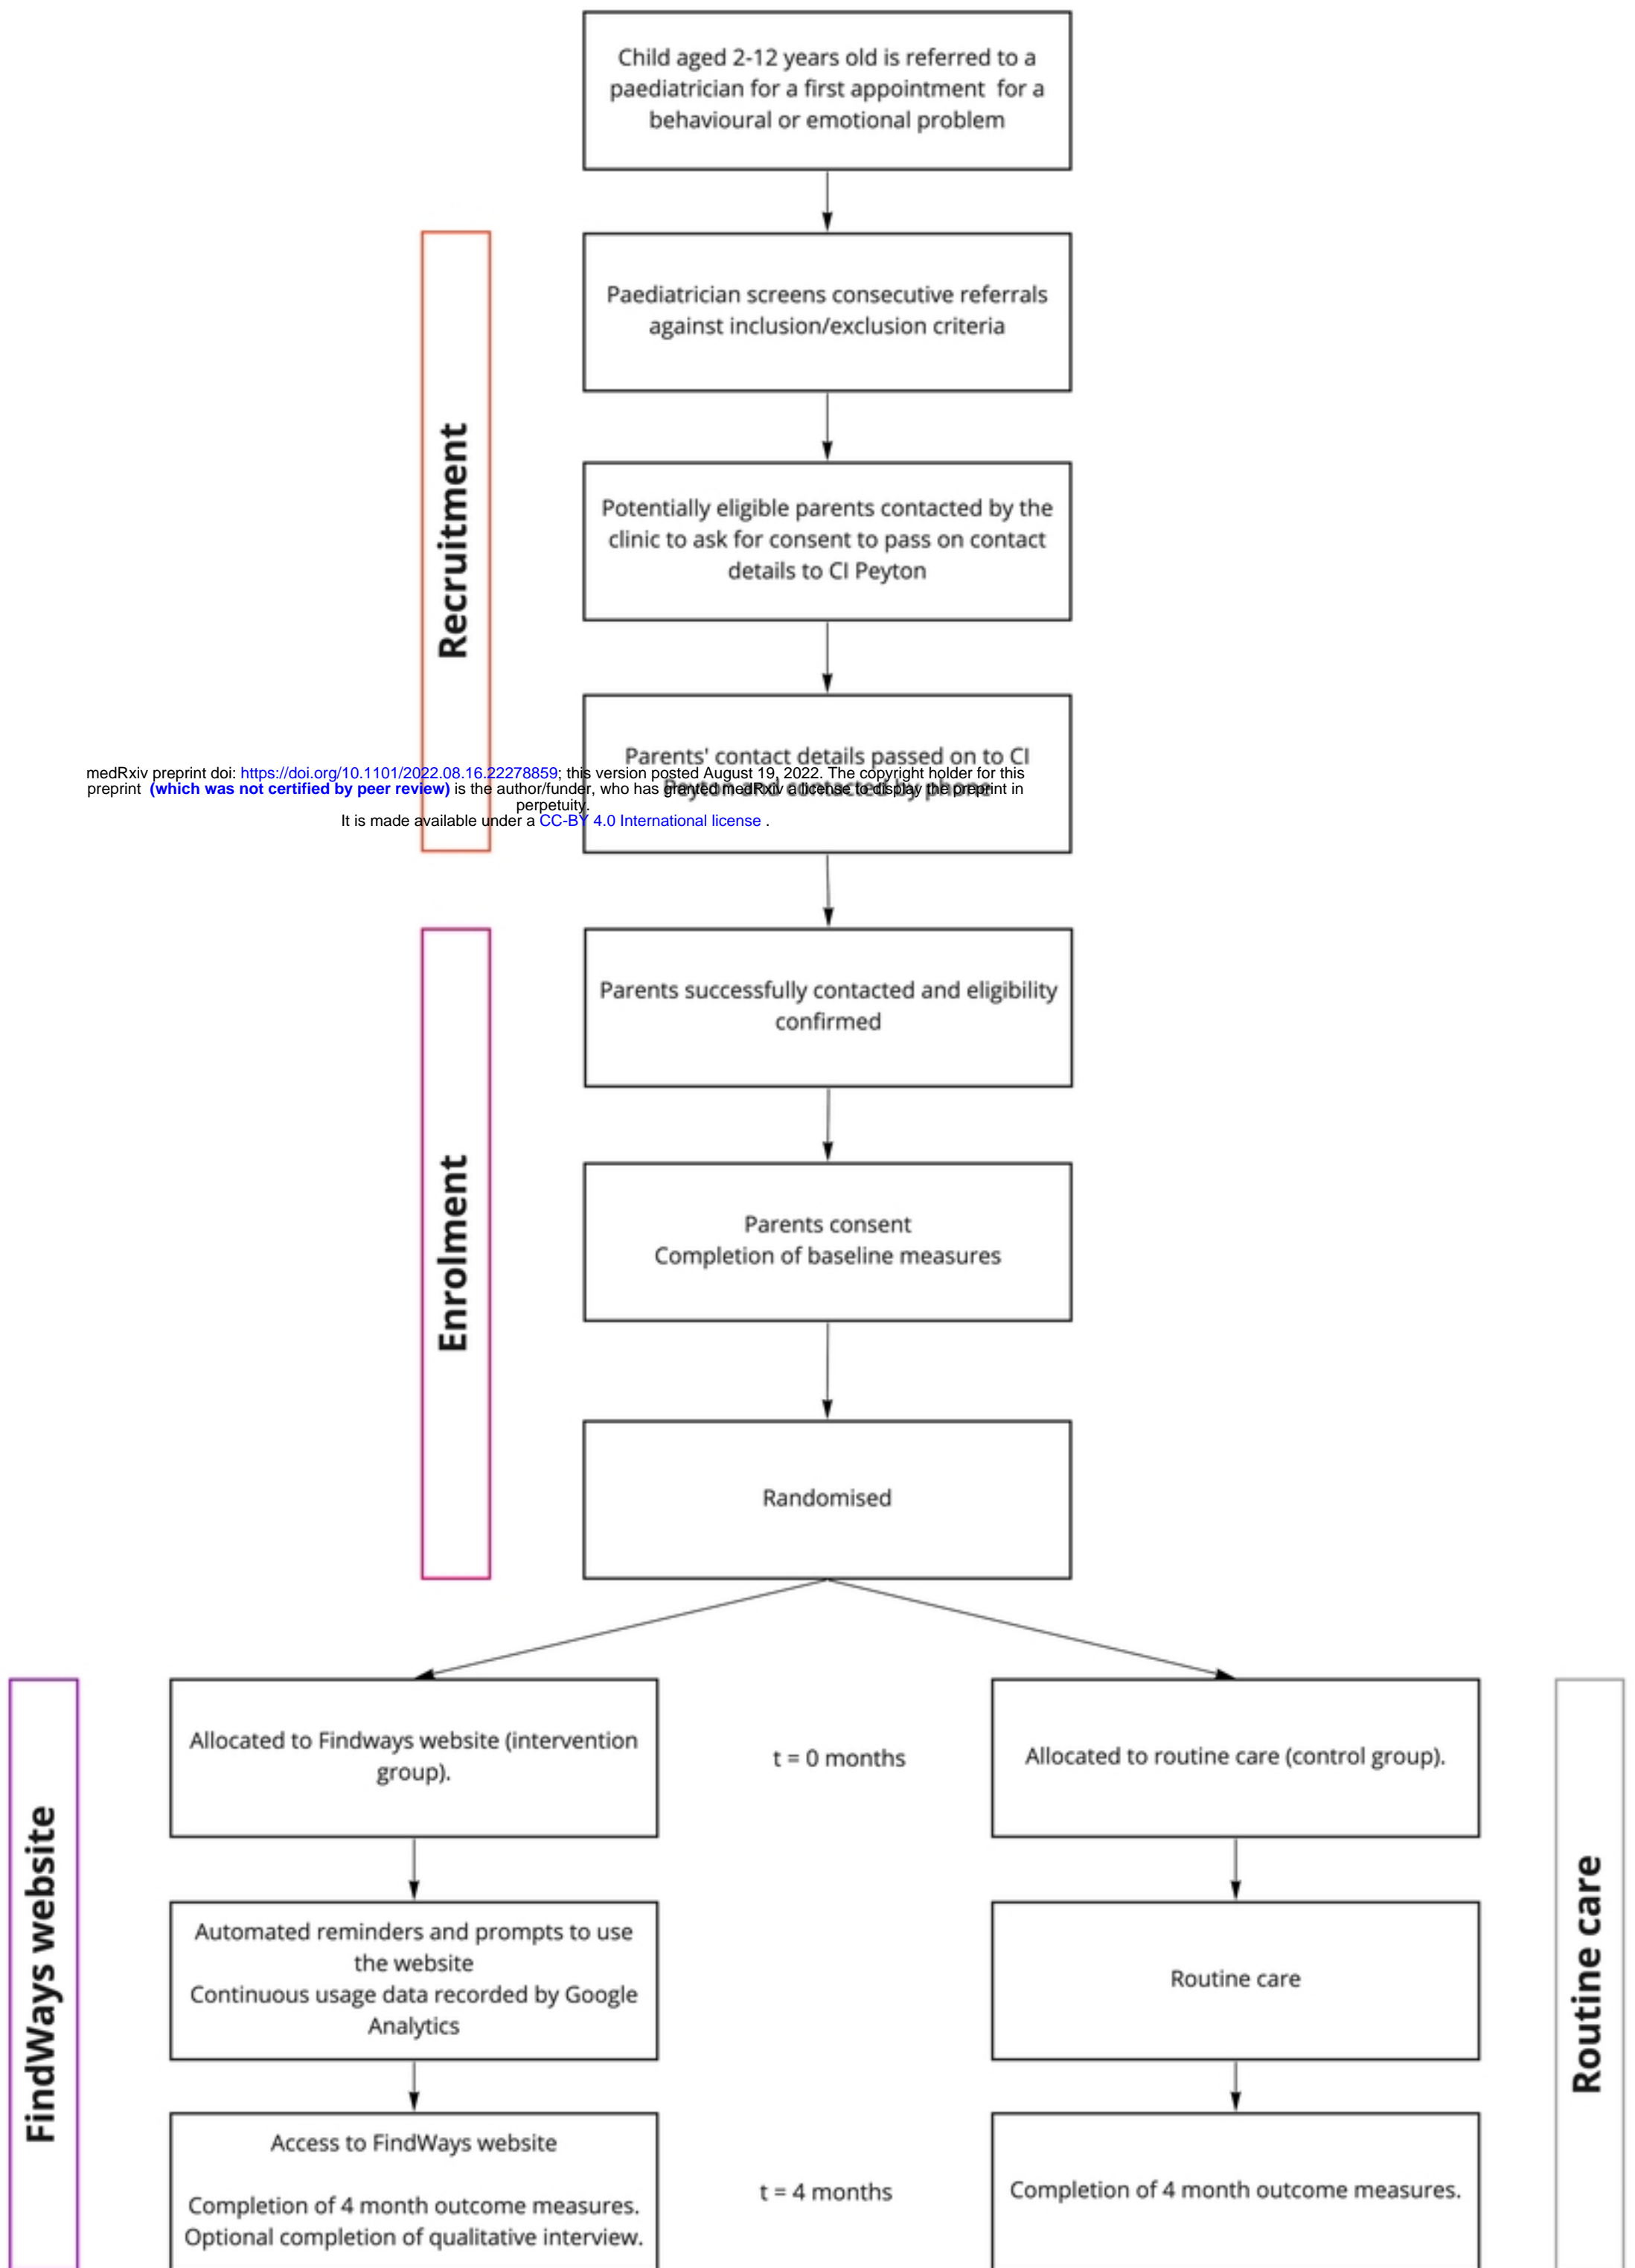 Child aged 2-12 years old is referred to a
paediatrician for a first appointment for a
behavioural or emotional problem
Recruitment
Paediatrician screens consecutive referrals
against inclusion/exclusion criteria
Potentially eligible parents contacted by the
clinic to ask for consent to pass on contact
details to CI Peyton
Parents' contact details passed on to CI
Peyton and contacted by phone
medRxiv preprint doi: https://doi.org/10.1101/2022.08.16.22278859; this version posted August 19, 2022. The copyright holder for this
preprint (which was not certified by peer review) is the author/funder, who has granted medRxiv a license to display the preprint in
perpetuity.
It is made available under a CC-BY 4.0 International license .
Enrolment
Parents successfully contacted and eligibility
confirmed
Parents consent
Completion of baseline measures
Randomised
FindWays website
Allocated to Findways website (intervention
group).
t = 0 months
Allocated to routine care (control group).
Routine care
Automated reminders and prompts to use
the website
Continuous usage data recorded by Google
Analytics
Routine care
Access to FindWays website
Completion of 4 month outcome measures.
Optional completion of qualitative interview.
t = 4 months
Completion of 4 month outcome measures.